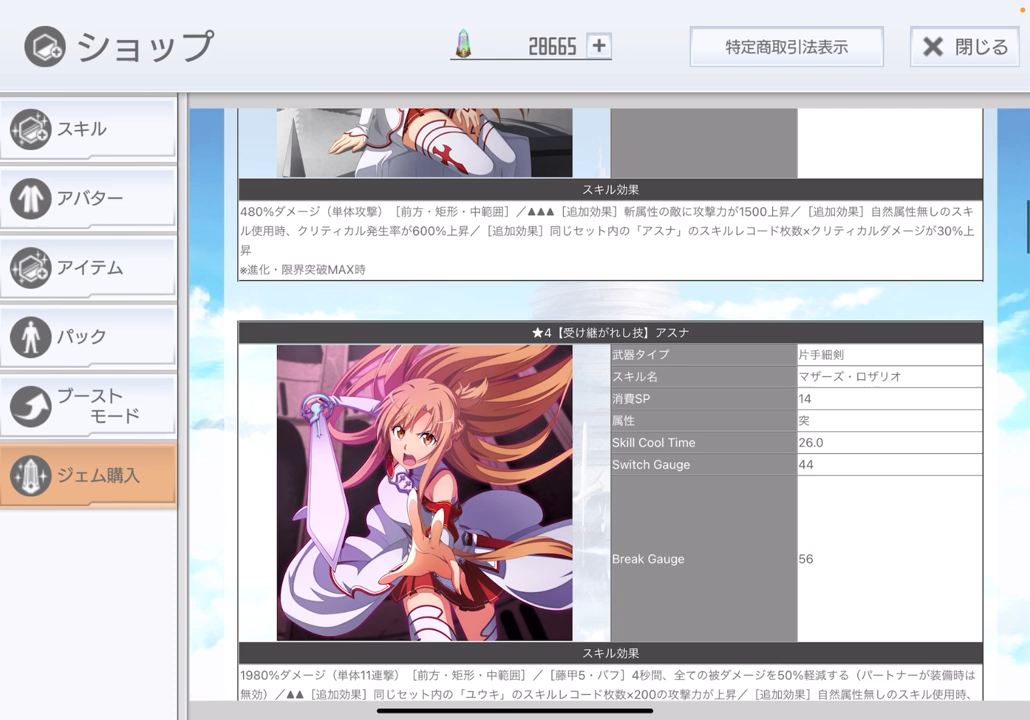 ショップ
28665
特定商取引法表示
閉じる
スキル
アバター
アイテム
パック
ブースト
モード
ジェム購入
スキル効果
480%ダメージ（単体攻撃）［前方・矩形・中範囲］／▲▲▲［追加効果］斬属性の敵に攻撃力が1500上昇／［追加効果］自然属性無しのスキ
ル使用時、クリティカル発生率が600%上昇／［追加効果］同じセット内の「アスナ」のスキルレコード枚数×クリティカルダメージが30%上
昇
※進化・限界突破MAX時
★4【受け継がれし技】アスナ
武器タイプ 片手細剣
スキル名 マザーズ・ロザリオ
消費SP 14
属性 突
Skill Cool Time 26.0
Switch Gauge 44
Break Gauge 56
スキル効果
1980%ダメージ（単体11連撃）［前方・矩形・中範囲］／［藤甲5・バフ］4秒間、全ての被ダメージを50%軽減する（パートナーが装備時は
無効）／▲▲［追加効果］同じセット内の「ユウキ」のスキルレコード枚数×200の攻撃力が上昇／［追加効果］自然属性無しのスキル使用時、